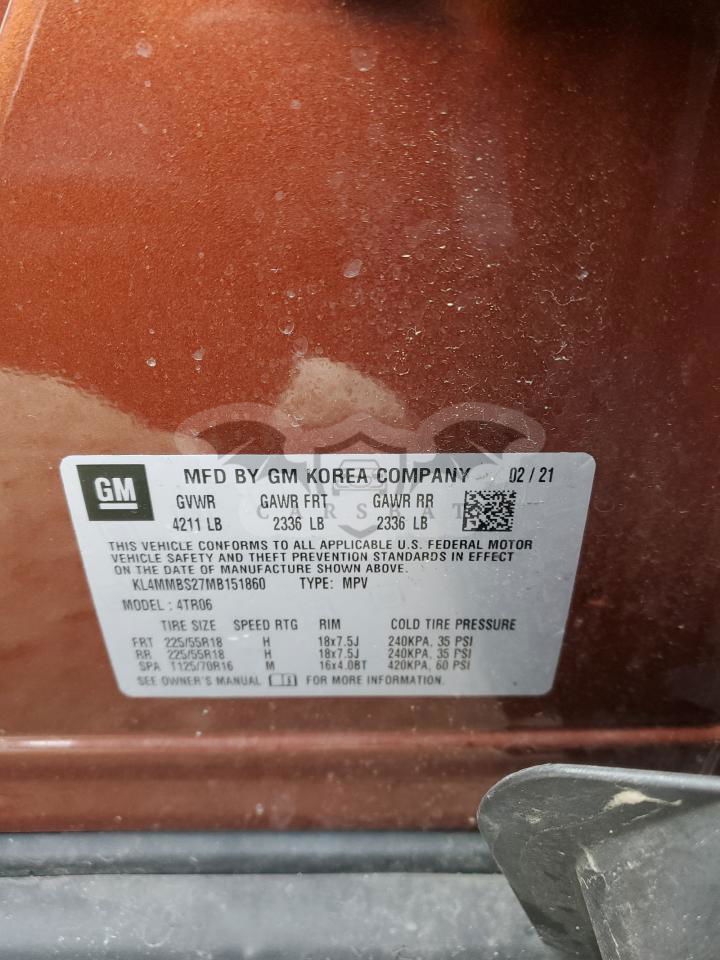 GM MFD BY GM KOREA COMPANY 02 / 21
GVWR GAWR FRT GAWR RR
4211 LB 2336 LB 2336 LB
CARSRATE
THIS VEHICLE CONFORMS TO ALL APPLICABLE U.S. FEDERAL MOTOR
VEHICLE SAFETY AND THEFT PREVENTION STANDARDS IN EFFECT
ON THE DATE OF MANUFACTURE SHOWN ABOVE.
KL4MMBS27MB151860 TYPE: MPV
MODEL : 4TR06
TIRE SIZE SPEED RTG RIM COLD TIRE PRESSURE
FRT 225/55R18 H 18x7.5J 240KPA, 35 PSI
RR 225/55R18 H 18x7.5J 240KPA, 35 PSI
SPA T125/70R16 M 16x4.0BT 420KPA, 60 PSI
SEE OWNER'S MANUAL FOR MORE INFORMATION.